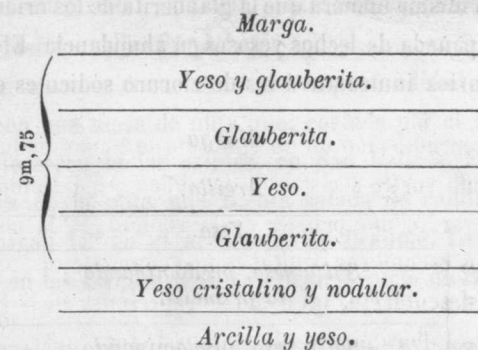 Marga.
Yeso y glauberita.
Glauberita.
9m,75
Yeso.
Glauberita.
Yeso cristalino y nodular.
Arcilla y yeso.